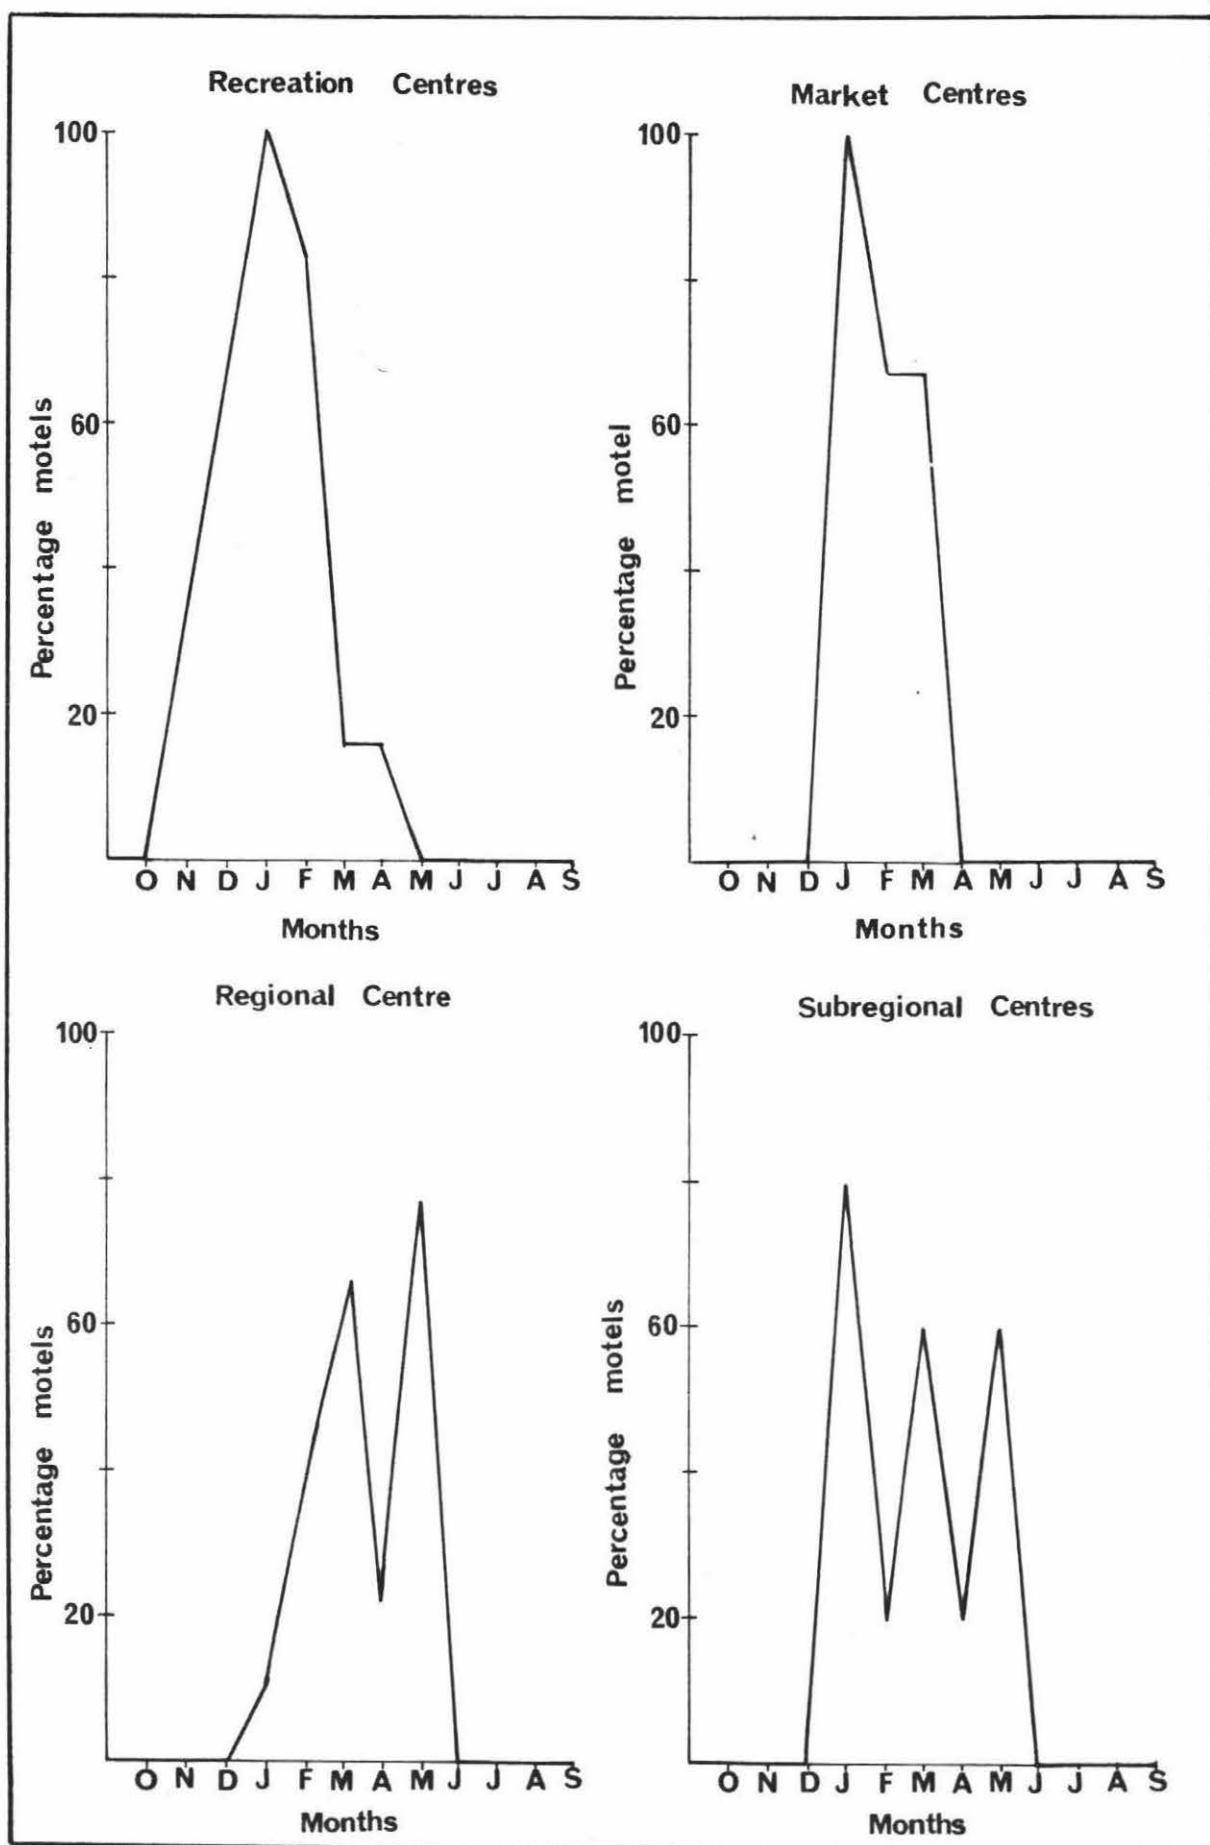 Recreation Centres
100
60
20
Percentage motels
O N D J F M A M J J A S
Months
Market Centres
100
60
20
Percentage motel
O N D J F M A M J J A S
Months
Regional Centre
100
60
20
Percentage motels
O N D J F M A M J J A S
Months
Subregional Centres
100
60
20
Percentage motels
O N D J F M A M J J A S
Months